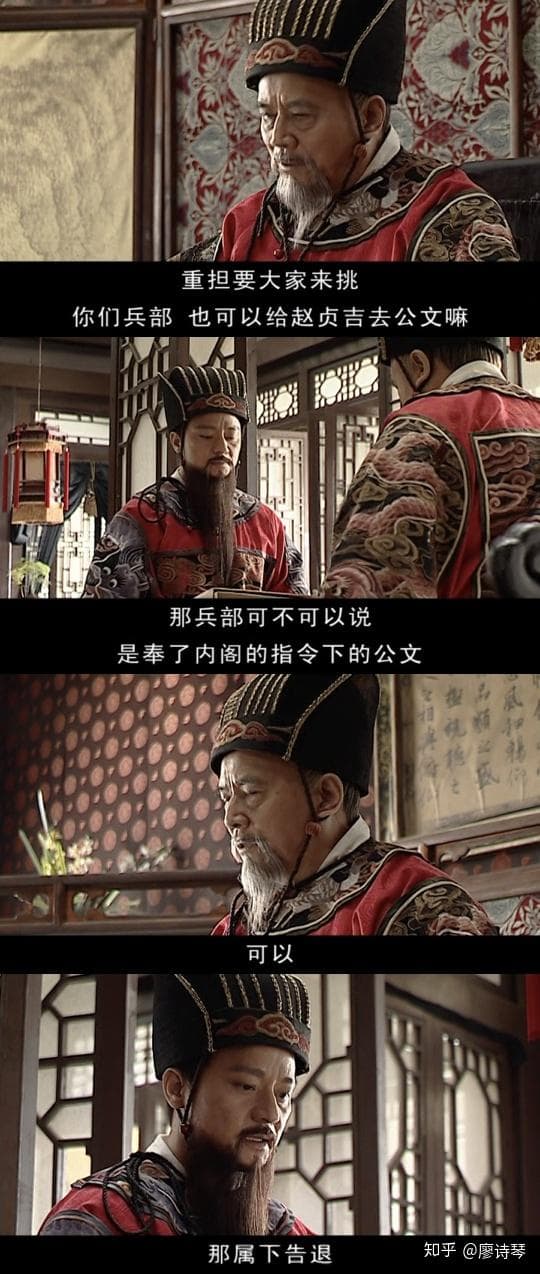 重担要大家来挑
你们兵部 也可以给赵贞吉去公文嘛
那兵部可不可以说
是奉了内阁的指令下的公文
可以
那属下告退
知乎 @廖诗琴